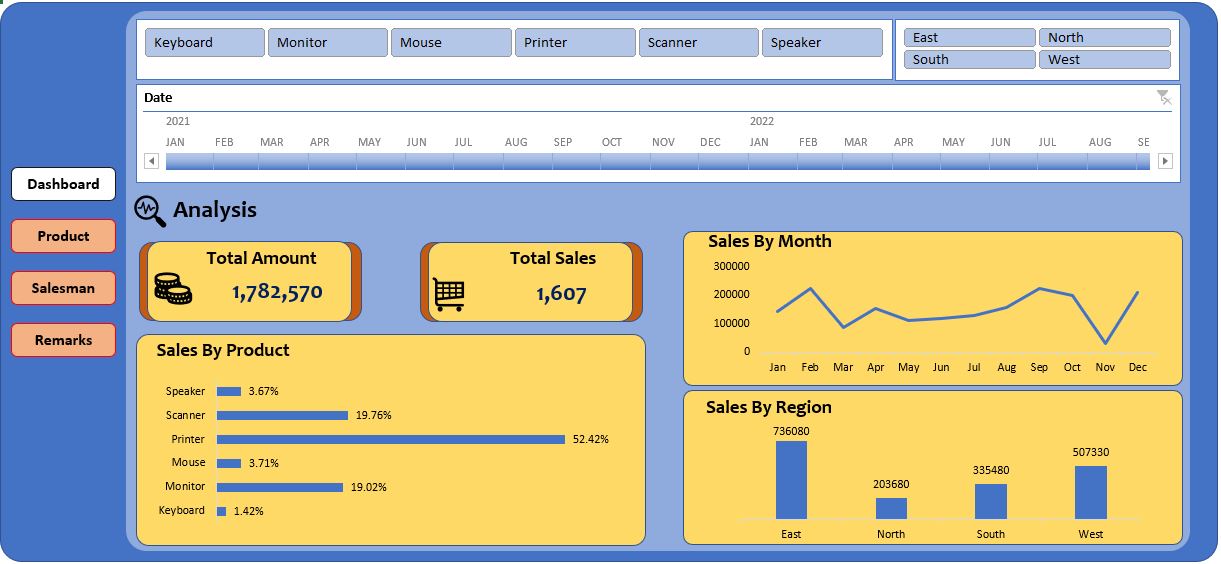 Keyboard Monitor Mouse Printer Scanner Speaker
East North
South West
Date
2021 2022
JAN FEB MAR APR MAY JUN JUL AUG SEP OCT NOV DEC JAN FEB MAR APR MAY JUN JUL AUG SE
Dashboard
Product
Salesman
Remarks
Analysis
Total Amount
1,782,570
Total Sales
1,607
Sales By Month
300000
200000
100000
0
Jan Feb Mar Apr May Jun Jul Aug Sep Oct Nov Dec
Sales By Product
Speaker 3.67%
Scanner 19.76%
Printer 52.42%
Mouse 3.71%
Monitor 19.02%
Keyboard 1.42%
Sales By Region
736080
203680
335480
507330
East North South West